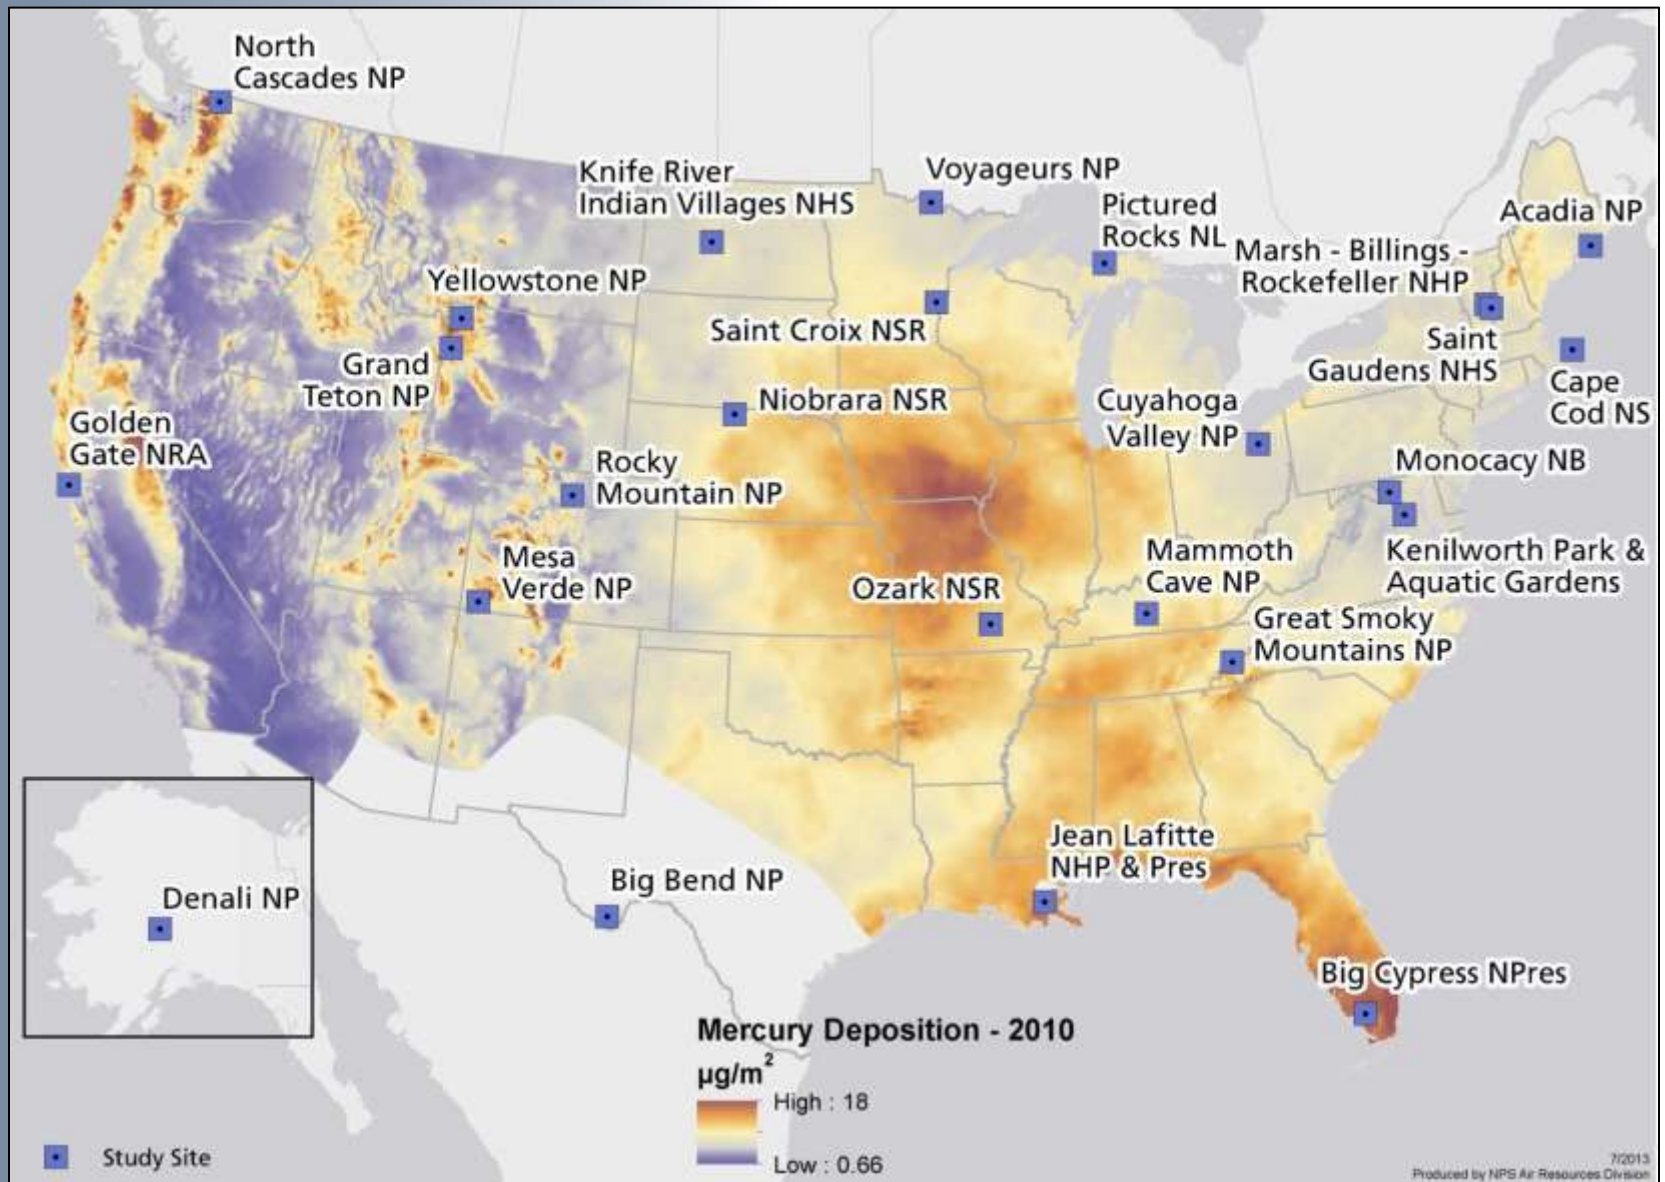 North
Cascades NP
Knife River
Indian Villages NHS
Voyageurs NP
Pictured
Rocks NL
Acadia NP
Marsh - Billings -
Rockefeller NHP
Yellowstone NP
Saint Croix NSR
Saint
Gaudens NHS
Grand
Teton NP
Cape
Cod NS
Niobrara NSR
Cuyahoga
Valley NP
Golden
Gate NRA
Monocacy NB
Rocky
Mountain NP
Mesa
Verde NP
Mammoth
Cave NP
Kenilworth Park &
Aquatic Gardens
Ozark NSR
Great Smoky
Mountains NP
Jean Lafitte
NHP & Pres
Big Bend NP
Denali NP
Big Cypress NPres
Mercury Deposition - 2010
µg/m²
High : 18
Low : 0.66
Study Site
7/2013
Produced by NPS Air Resources Division